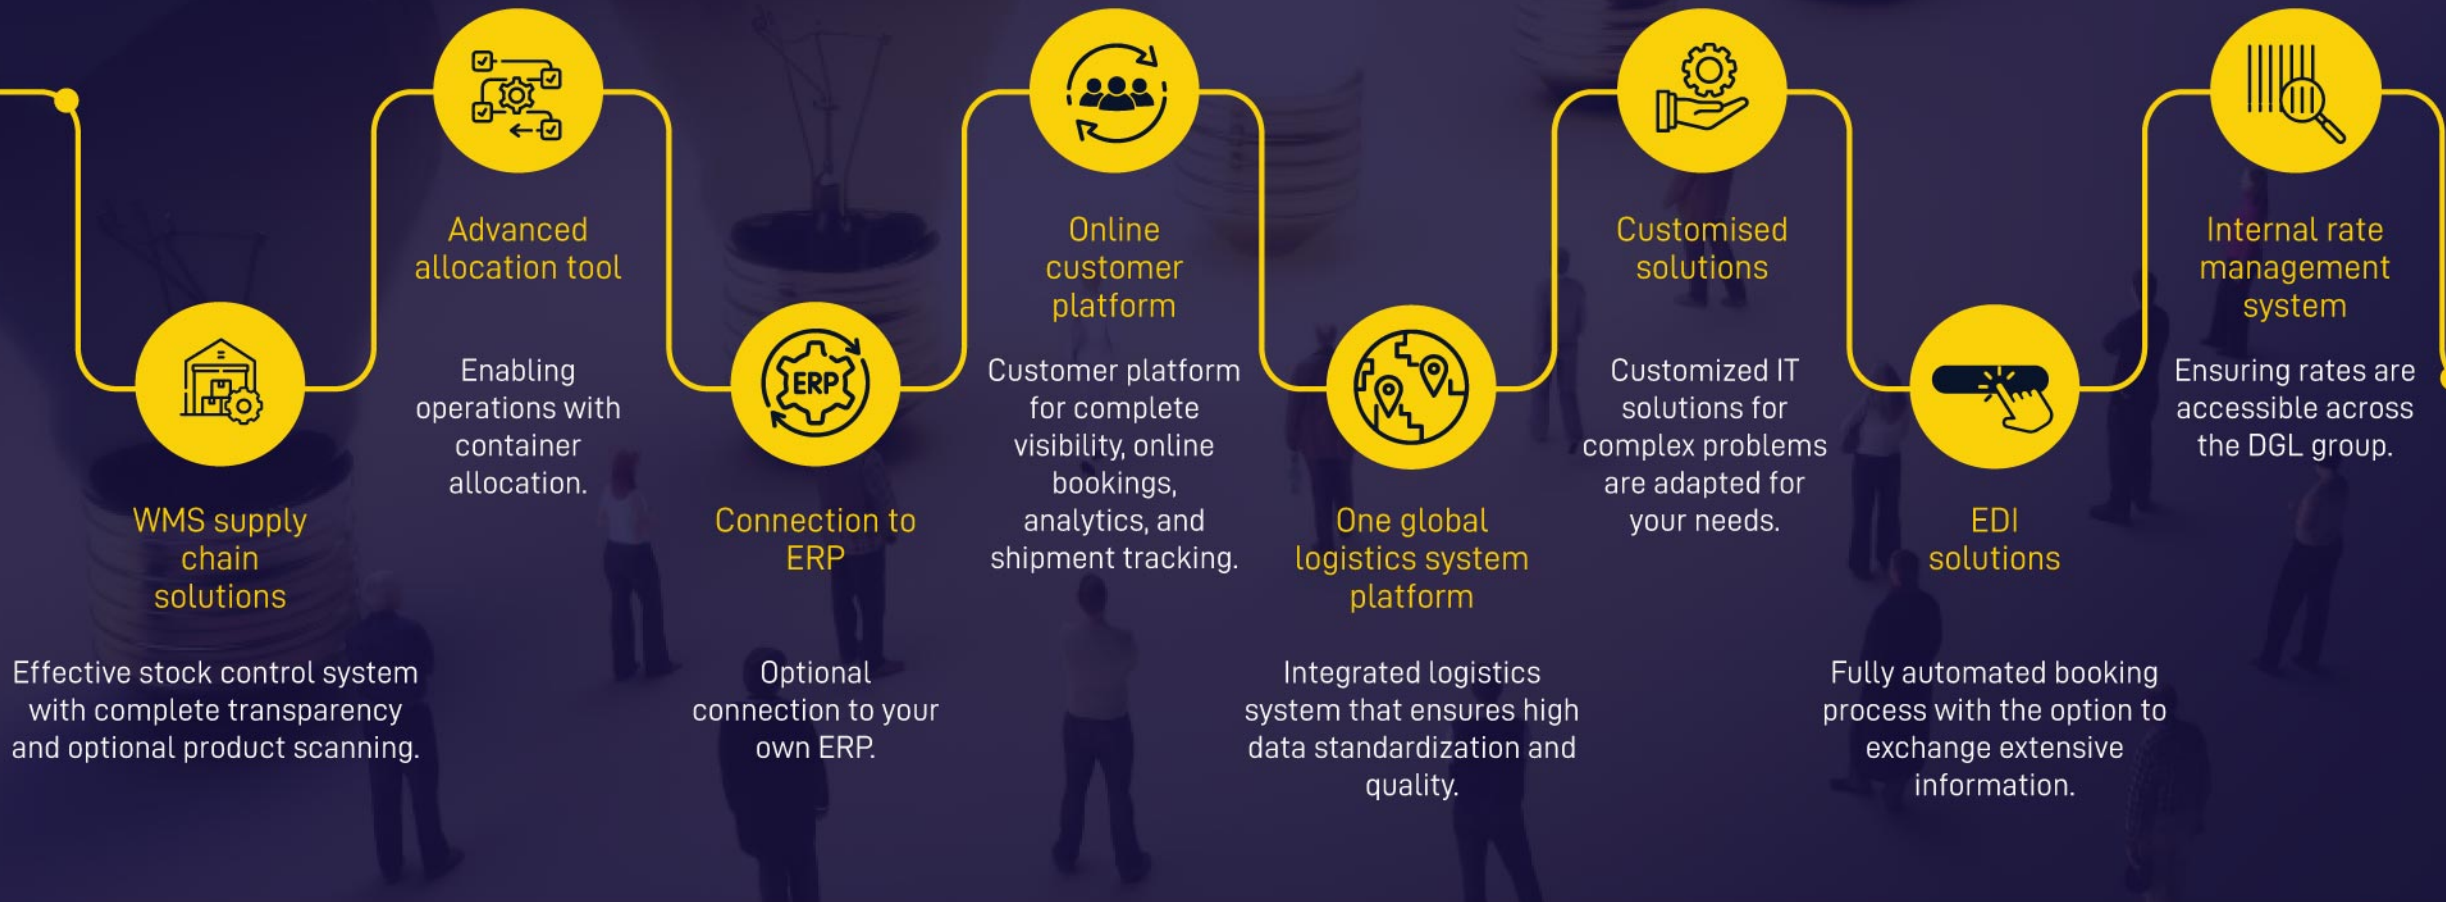 WMS supply
chain
solutions
Effective stock control system
with complete transparency
and optional product scanning.
Advanced
allocation tool
Enabling
operations with
container
allocation.
ERP
Connection to
ERP
Optional
connection to your
own ERP.
Online
customer
platform
Customer platform
for complete
visibility, online
bookings,
analytics, and
shipment tracking.
One global
logistics system
platform
Integrated logistics
system that ensures high
data standardization and
quality.
Customised
solutions
Customized IT
solutions for
complex problems
are adapted for
your needs.
EDI
solutions
Fully automated booking
process with the option to
exchange extensive
information.
Internal rate
management
system
Ensuring rates are
accessible across
the DGL group.